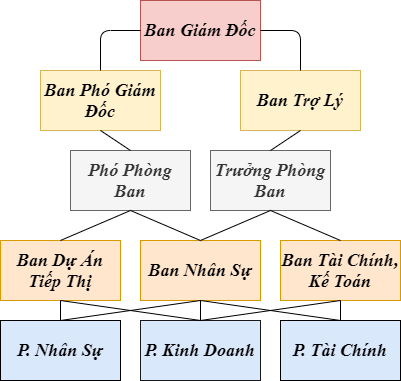 Ban Giám Đốc
Ban Phó Giám
Đốc
Ban Trợ Lý
Phó Phòng
Ban
Trưởng Phòng
Ban
Ban Dự Án
Tiếp Thị
Ban Nhân Sự
Ban Tài Chính,
Kế Toán
P. Nhân Sự
P. Kinh Doanh
P. Tài Chính